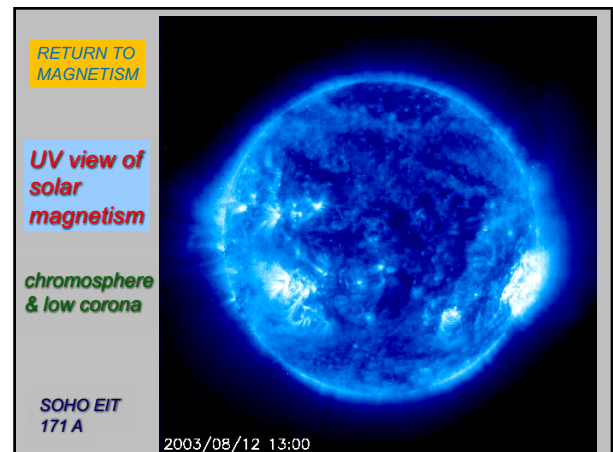 RETURN TO
MAGNETISM
UV view of
solar
magnetism
chromosphere
& low corona
SOHO EIT
171 A
2003/08/12 13:00